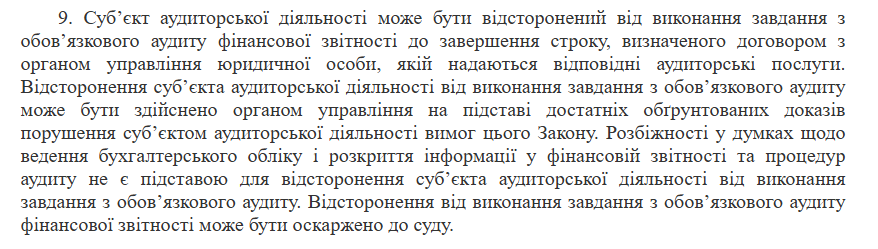 9. Суб’єкт аудиторської діяльності може бути відсторонений від виконання завдання з
обов’язкового аудиту фінансової звітності до завершення строку, визначеного договором з
органом управління юридичної особи, якій надаються відповідні аудиторські послуги.
Відсторонення суб’єкта аудиторської діяльності від виконання завдання з обов’язкового аудиту
може бути здійснено органом управління на підставі достатніх обґрунтованих доказів
порушення суб’єктом аудиторської діяльності вимог цього Закону. Розбіжності у думках щодо
ведення бухгалтерського обліку і розкриття інформації у фінансовій звітності та процедур
аудиту не є підставою для відсторонення суб’єкта аудиторської діяльності від виконання
завдання з обов’язкового аудиту. Відсторонення від виконання завдання з обов’язкового аудиту
фінансової звітності може бути оскаржено до суду.